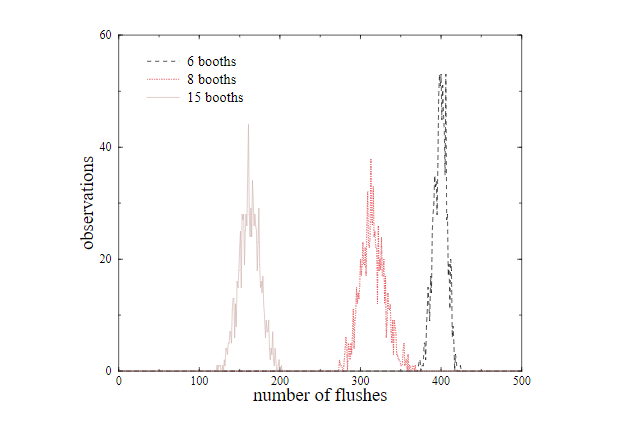 60
40
20
0
observations
6 booths
8 booths
15 booths
0 100 200 300 400 500
number of flushes